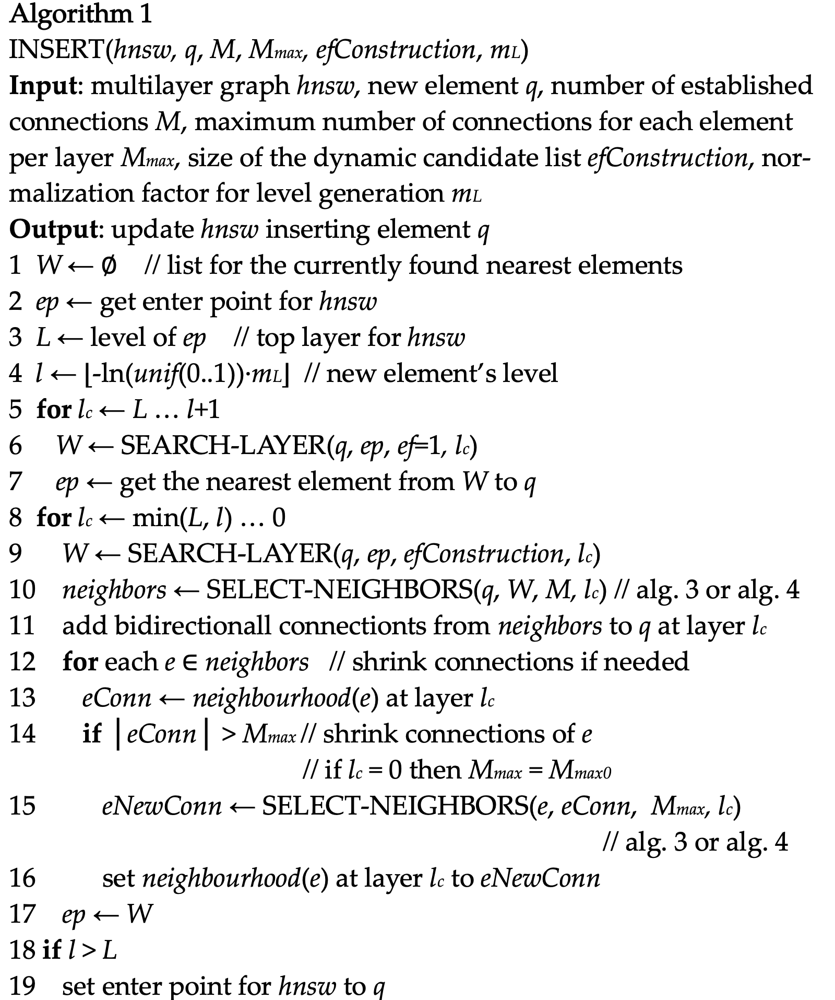 Algorithm 1
INSERT(hnsw, q, M, Mmax, efConstruction, mL)
Input: multilayer graph hnsw, new element q, number of established
connections M, maximum number of connections for each element
per layer Mmax, size of the dynamic candidate list efConstruction, nor-
malization factor for level generation mL
Output: update hnsw inserting element q
1 W ← ∅ // list for the currently found nearest elements
2 ep ← get enter point for hnsw
3 L ← level of ep // top layer for hnsw
4 l ← ⌊-ln(unif(0..1))∙mL⌋ // new element’s level
5 for lc ← L … l+1
6 W ← SEARCH-LAYER(q, ep, ef=1, lc)
7 ep ← get the nearest element from W to q
8 for lc ← min(L, l) … 0
9 W ← SEARCH-LAYER(q, ep, efConstruction, lc)
10 neighbors ← SELECT-NEIGHBORS(q, W, M, lc) // alg. 3 or alg. 4
11 add bidirectionall connectionts from neighbors to q at layer lc
12 for each e ∈ neighbors // shrink connections if needed
13 eConn ← neighbourhood(e) at layer lc
14 if │eConn│ > Mmax // shrink connections of e
// if lc = 0 then Mmax = Mmax0
15 eNewConn ← SELECT-NEIGHBORS(e, eConn, Mmax, lc)
// alg. 3 or alg. 4
16 set neighbourhood(e) at layer lc to eNewConn
17 ep ← W
18 if l > L
19 set enter point for hnsw to q